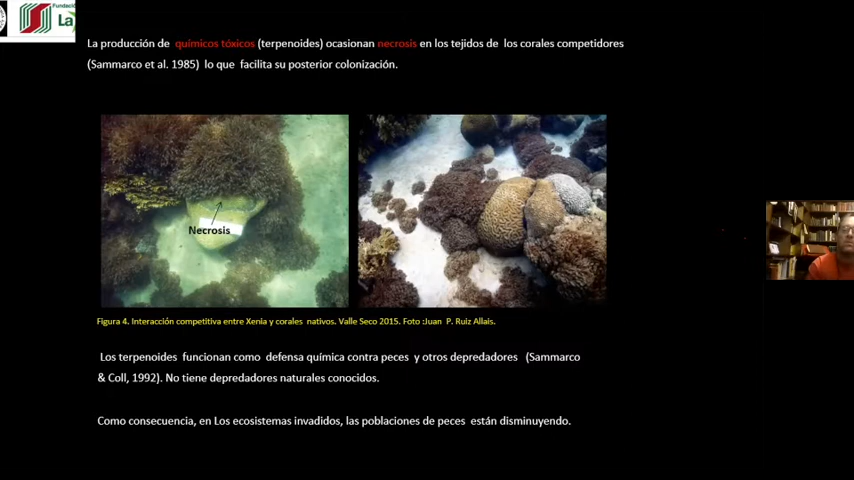 Fundació
La
La producción de químicos tóxicos (terpenoides) ocasionan necrosis en los tejidos de los corales competidores
(Sammarco et al. 1985) lo que facilita su posterior colonización.
Necrosis
Figura 4. Interacción competitiva entre Xenia y corales nativos. Valle Seco 2015. Foto :Juan P. Ruiz Allais.
Los terpenoides funcionan como defensa química contra peces y otros depredadores (Sammarco
& Coll, 1992). No tiene depredadores naturales conocidos.
Como consecuencia, en Los ecosistemas invadidos, las poblaciones de peces están disminuyendo.